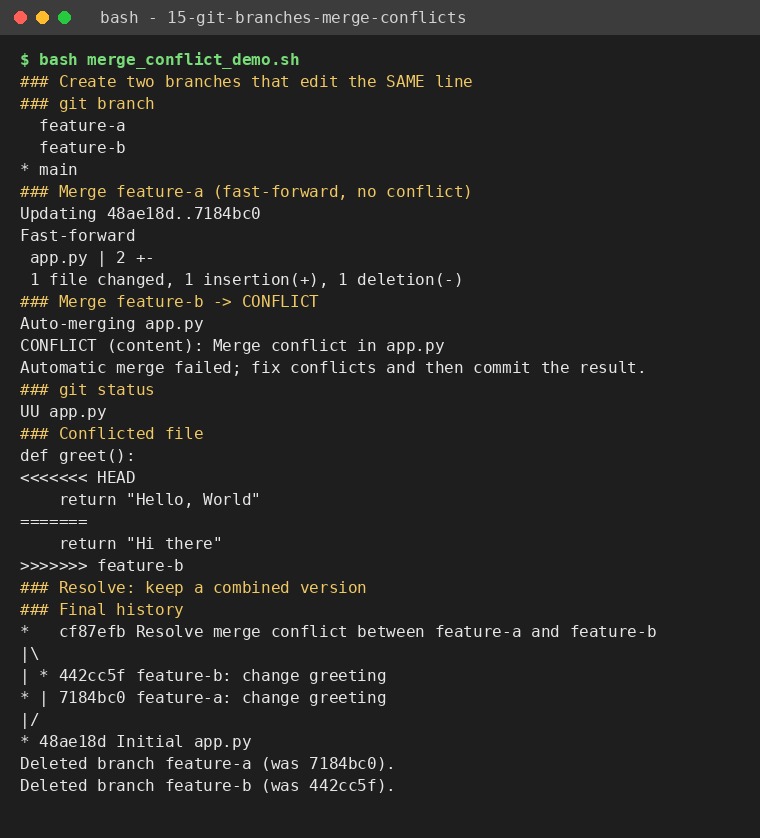 bash - 15-git-branches-merge-conflicts
$ bash merge_conflict_demo.sh
### Create two branches that edit the SAME line
### git branch
  feature-a
  feature-b
* main
### Merge feature-a (fast-forward, no conflict)
Updating 48ae18d..7184bc0
Fast-forward
 app.py | 2 +-
 1 file changed, 1 insertion(+), 1 deletion(-)
### Merge feature-b -> CONFLICT
Auto-merging app.py
CONFLICT (content): Merge conflict in app.py
Automatic merge failed; fix conflicts and then commit the result.
### git status
UU app.py
### Conflicted file
def greet():
<<<<<<< HEAD
    return "Hello, World"
=======
    return "Hi there"
>>>>>>> feature-b
### Resolve: keep a combined version
### Final history
*   cf87efb Resolve merge conflict between feature-a and feature-b
|\
| * 442cc5f feature-b: change greeting
* | 7184bc0 feature-a: change greeting
|/
* 48ae18d Initial app.py
Deleted branch feature-a (was 7184bc0).
Deleted branch feature-b (was 442cc5f).